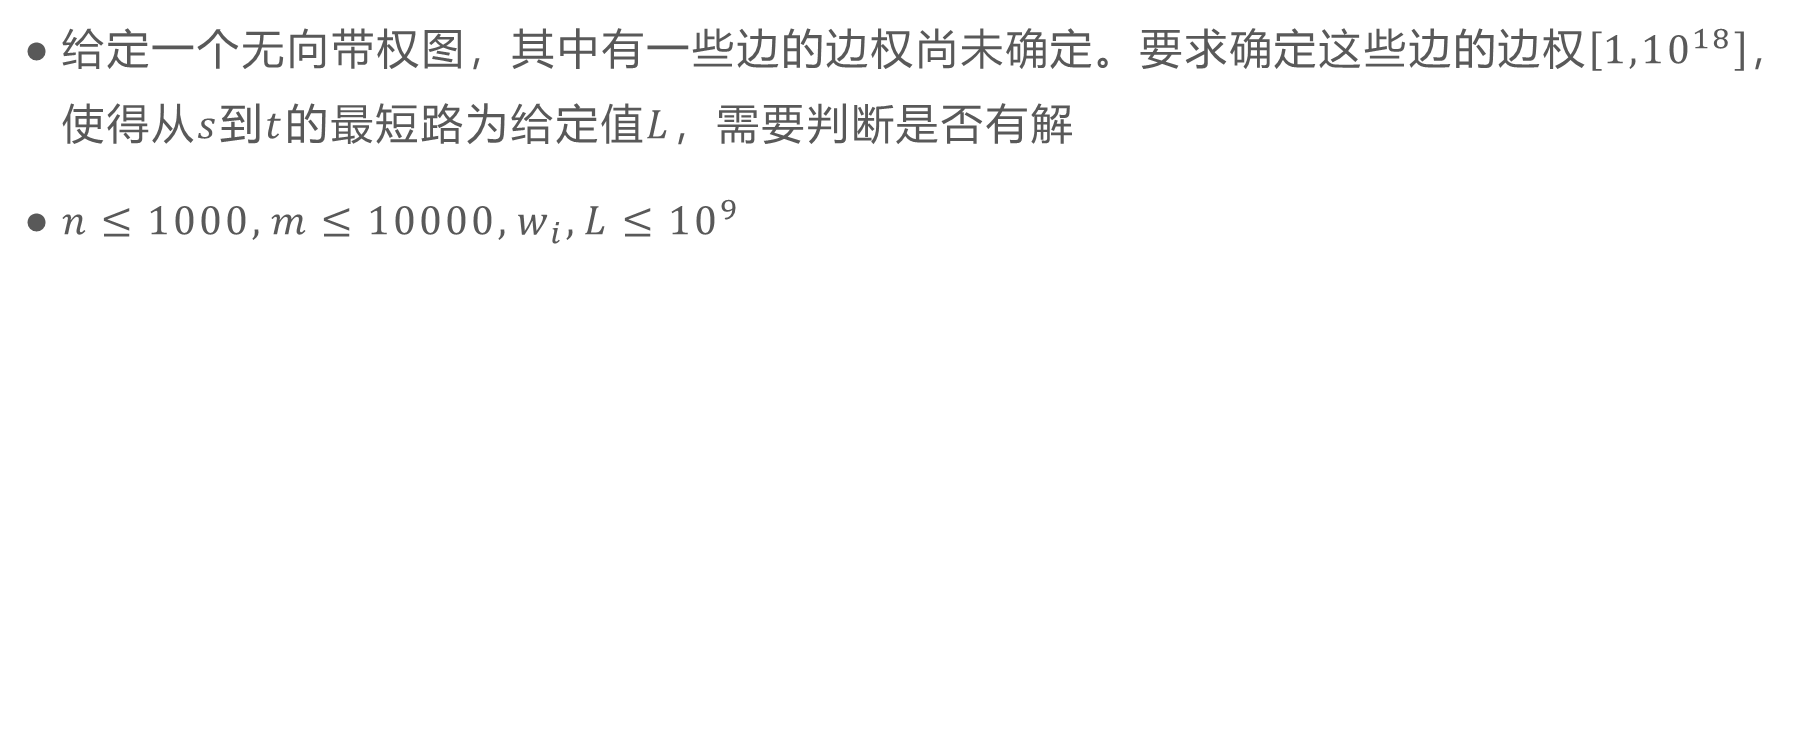 ● 给定一个无向带权图，其中有一些边的边权尚未确定。要求确定这些边的边权[1,10^18]，
使得从s到t的最短路为给定值L，需要判断是否有解
● n ≤ 1000, m ≤ 10000, w_i, L ≤ 10^9